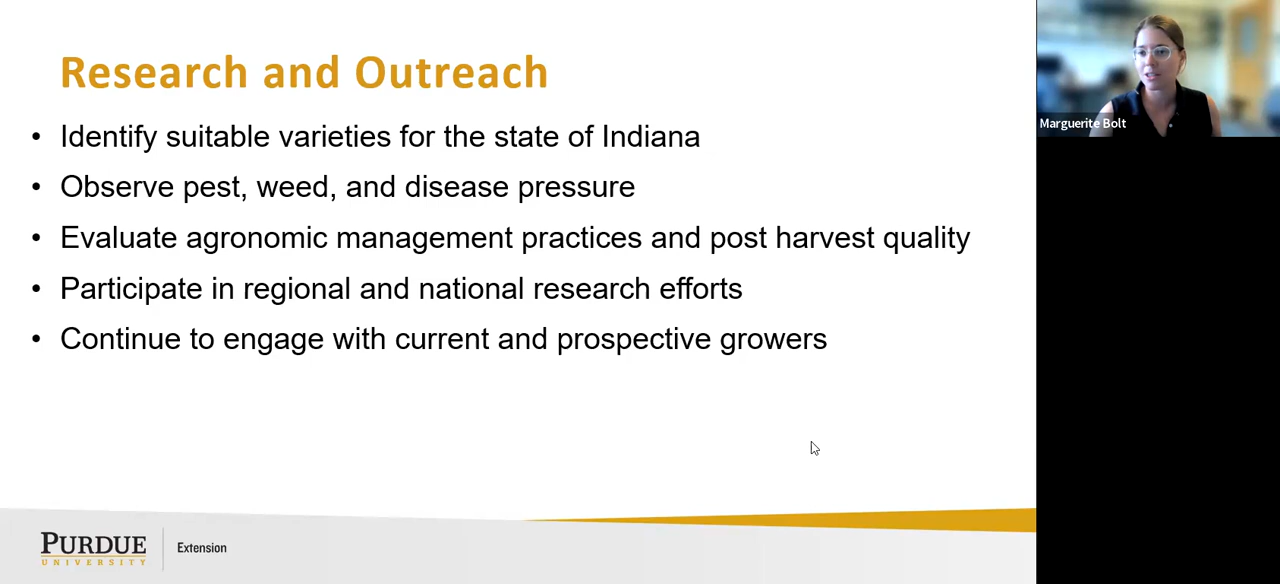 Research and Outreach
• Identify suitable varieties for the state of Indiana
• Observe pest, weed, and disease pressure
• Evaluate agronomic management practices and post harvest quality
• Participate in regional and national research efforts
• Continue to engage with current and prospective growers
PURDUE
UNIVERSITY
Extension
Marguerite Bolt